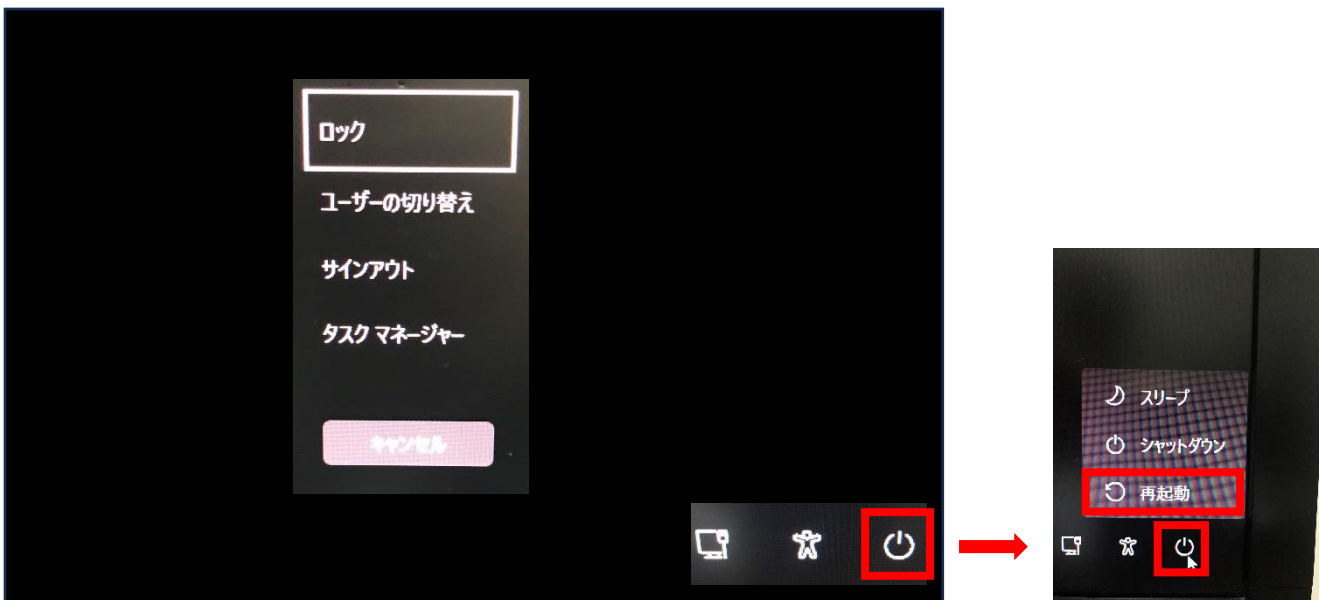 ロック
ユーザーの切り替え
サインアウト
タスク マネージャー
キャンセル
スリープ
シャットダウン
再起動